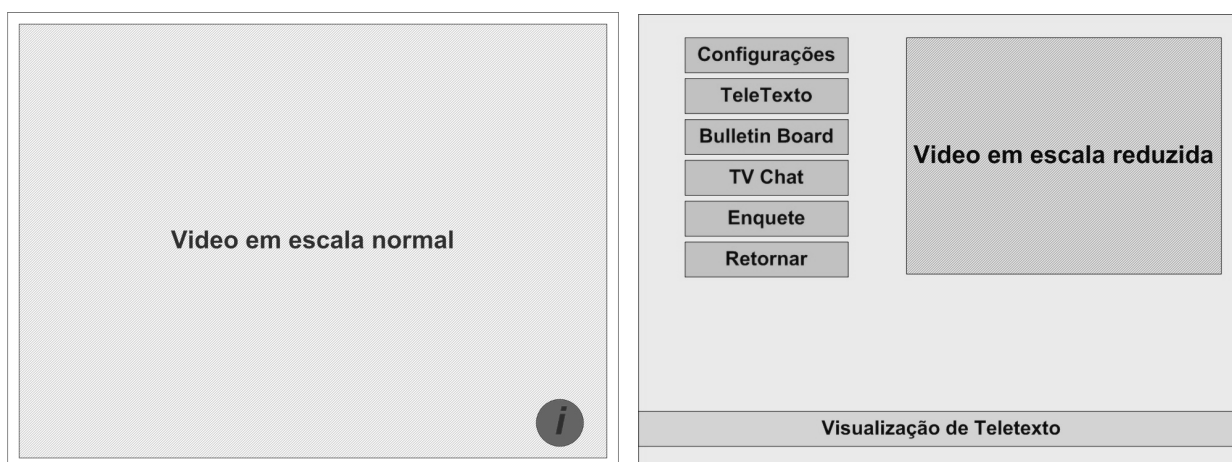 Video em escala normal
i
Configurações
TeleTexto
Bulletin Board
TV Chat
Enquete
Retornar
Video em escala reduzida
Visualização de Teletexto